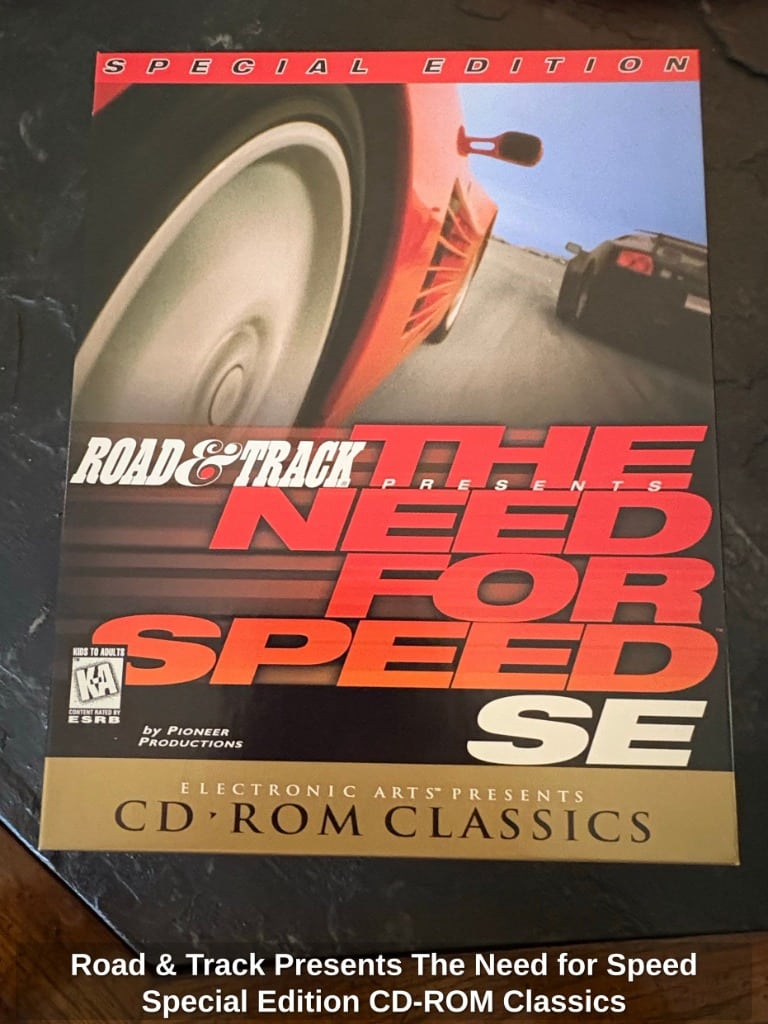 SPECIAL EDITION
ROAD & TRACK
PRESENTS
THE
NEED
FOR
SPEED
SE
KIDS TO ADULTS
K-A
CONTENT RATED BY
ESRB
by PIONEER
PRODUCTIONS
ELECTRONIC ARTS™ PRESENTS
CD•ROM CLASSICS
Road & Track Presents The Need for Speed
Special Edition CD-ROM Classics